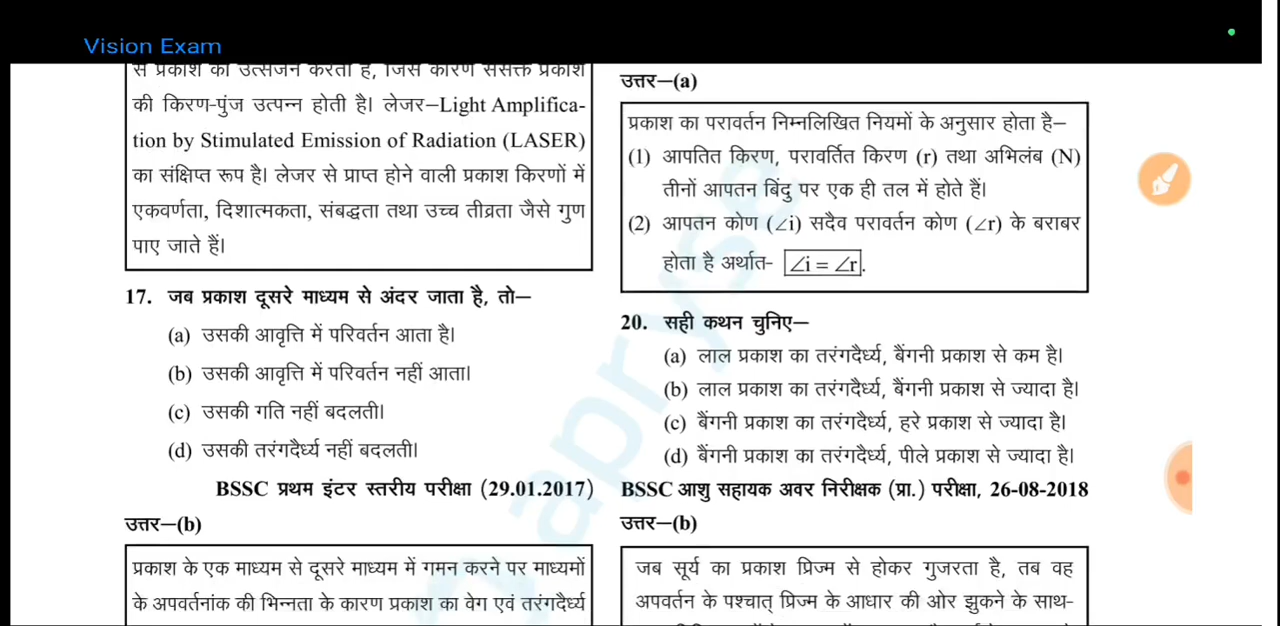 Vision Exam
से प्रकाश का उत्सर्जन करती है, जिस कारण संसक्त प्रकाश
की किरण-पुंज उत्पन्न होती है। लेजर–Light Amplifica-
tion by Stimulated Emission of Radiation (LASER)
का संक्षिप्त रूप है। लेजर से प्राप्त होने वाली प्रकाश किरणों में
एकवर्णता, दिशात्मकता, संबद्धता तथा उच्च तीव्रता जैसे गुण
पाए जाते हैं।
17. जब प्रकाश दूसरे माध्यम से अंदर जाता है, तो–
(a) उसकी आवृत्ति में परिवर्तन आता है।
(b) उसकी आवृत्ति में परिवर्तन नहीं आता।
(c) उसकी गति नहीं बदलती।
(d) उसकी तरंगदैर्ध्य नहीं बदलती।
BSSC प्रथम इंटर स्तरीय परीक्षा (29.01.2017)
उत्तर–(b)
प्रकाश के एक माध्यम से दूसरे माध्यम में गमन करने पर माध्यमों
के अपवर्तनांक की भिन्नता के कारण प्रकाश का वेग एवं तरंगदैर्ध्य
उत्तर–(a)
प्रकाश का परावर्तन निम्नलिखित नियमों के अनुसार होता है–
(1) आपतित किरण, परावर्तित किरण (r) तथा अभिलंब (N)
तीनों आपतन बिंदु पर एक ही तल में होते हैं।
(2) आपतन कोण (∠i) सदैव परावर्तन कोण (∠r) के बराबर
होता है अर्थात- ∠i = ∠r.
20. सही कथन चुनिए–
(a) लाल प्रकाश का तरंगदैर्ध्य, बैंगनी प्रकाश से कम है।
(b) लाल प्रकाश का तरंगदैर्ध्य, बैंगनी प्रकाश से ज्यादा है।
(c) बैंगनी प्रकाश का तरंगदैर्ध्य, हरे प्रकाश से ज्यादा है।
(d) बैंगनी प्रकाश का तरंगदैर्ध्य, पीले प्रकाश से ज्यादा है।
BSSC आशु सहायक अवर निरीक्षक (प्रा.) परीक्षा, 26-08-2018
उत्तर–(b)
जब सूर्य का प्रकाश प्रिज्म से होकर गुजरता है, तब वह
अपवर्तन के पश्चात् प्रिज्म के आधार की ओर झुकने के साथ-